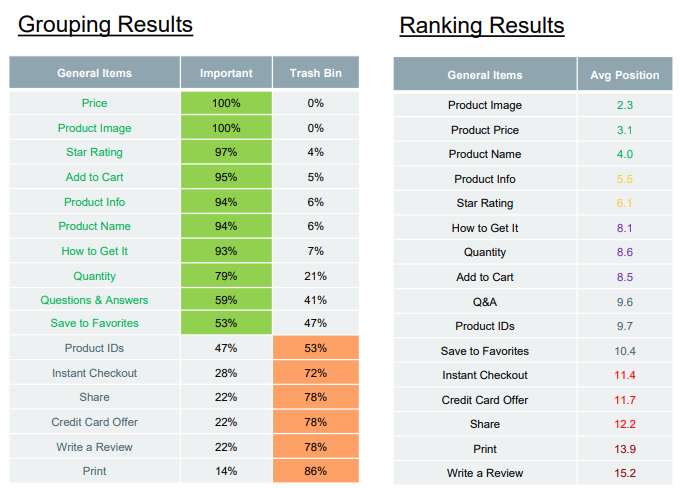 Grouping Results
General Items Important Trash Bin
Price 100% 0%
Product Image 100% 0%
Star Rating 97% 4%
Add to Cart 95% 5%
Product Info 94% 6%
Product Name 94% 6%
How to Get It 93% 7%
Quantity 79% 21%
Questions & Answers 59% 41%
Save to Favorites 53% 47%
Product IDs 47% 53%
Instant Checkout 28% 72%
Share 22% 78%
Credit Card Offer 22% 78%
Write a Review 22% 78%
Print 14% 86%
Ranking Results
General Items Avg Position
Product Image 2.3
Product Price 3.1
Product Name 4.0
Product Info 5.5
Star Rating 6.1
How to Get It 8.1
Quantity 8.6
Add to Cart 8.5
Q&A 9.6
Product IDs 9.7
Save to Favorites 10.4
Instant Checkout 11.4
Credit Card Offer 11.7
Share 12.2
Print 13.9
Write a Review 15.2